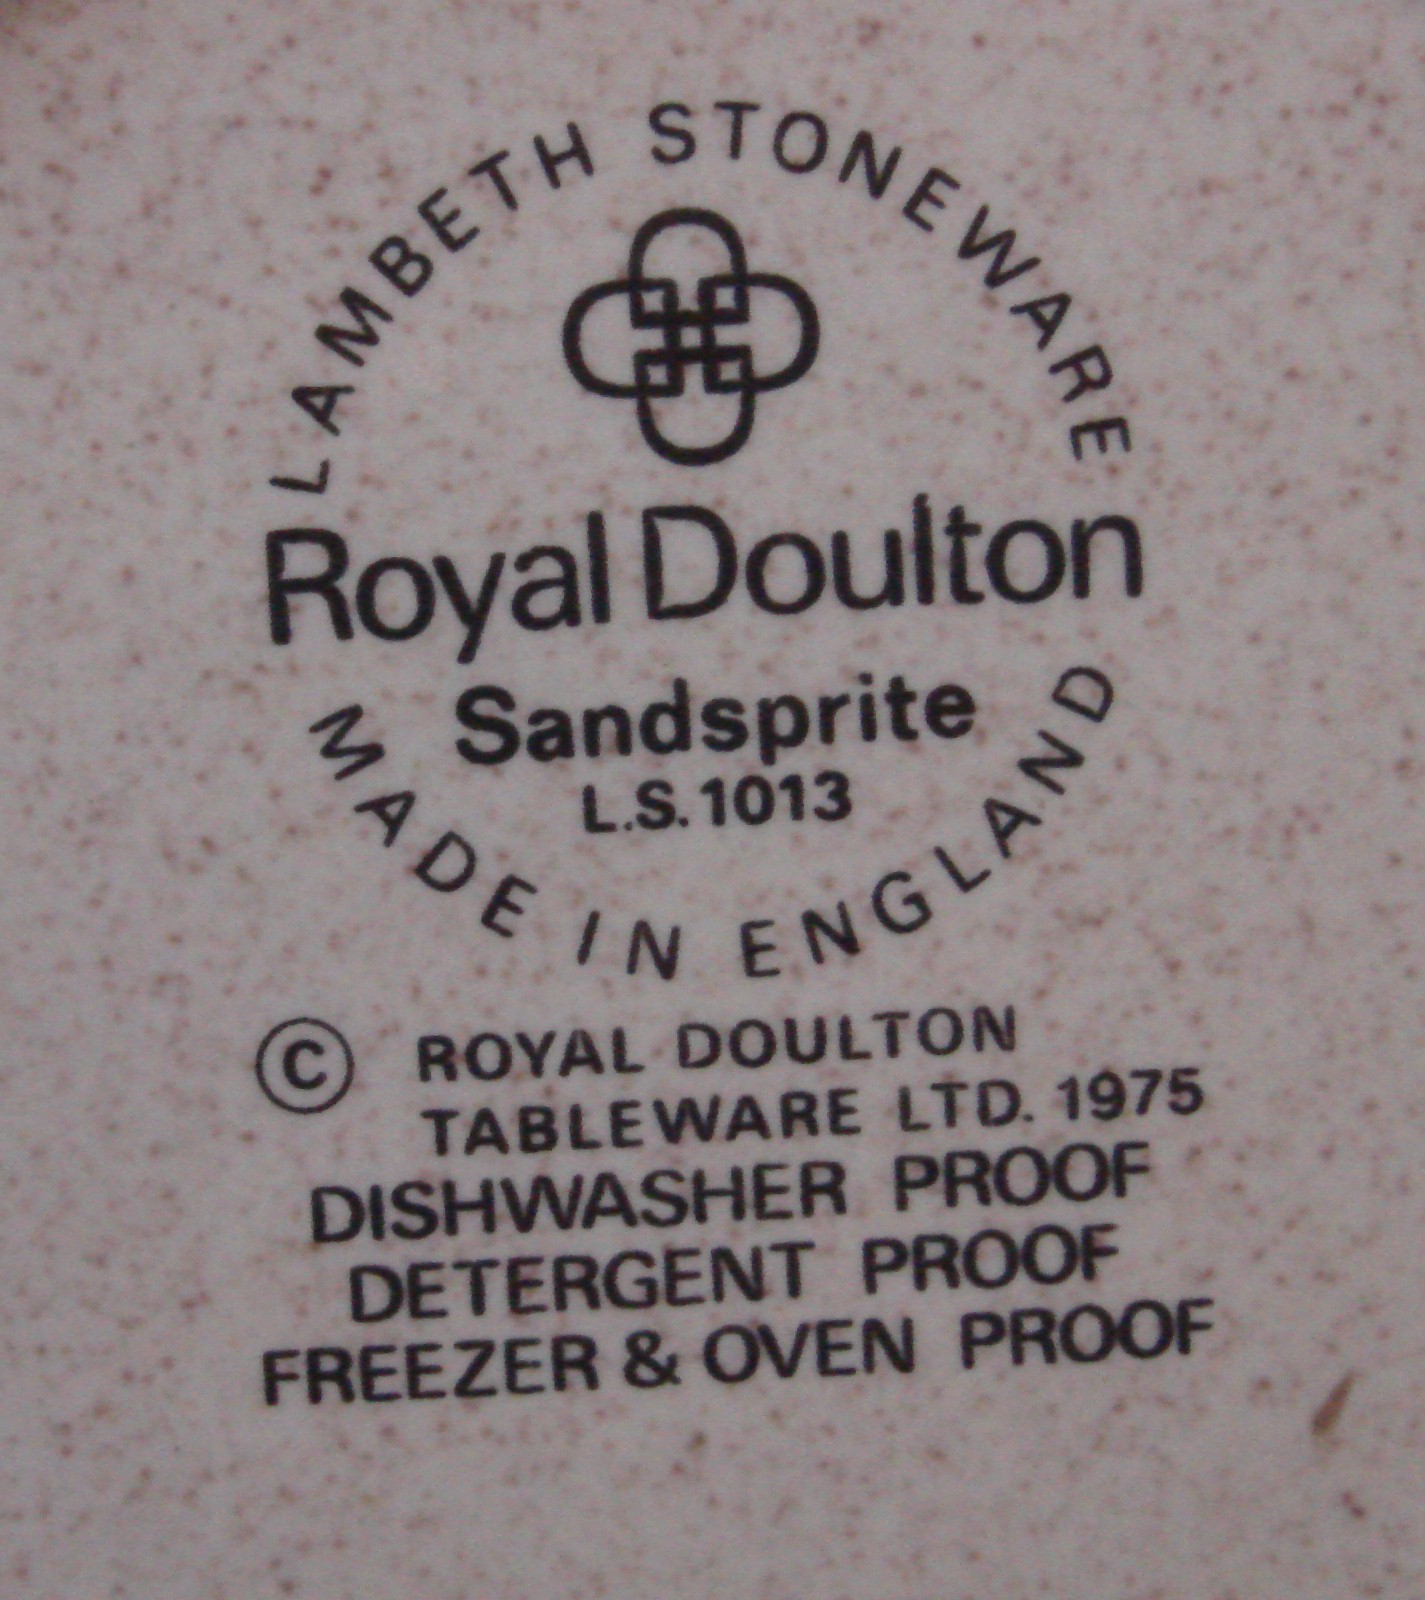 LAMBETH STONEWARE
Royal Doulton
Sandsprite
L.S. 1013
MADE IN ENGLAND
© ROYAL DOULTON
TABLEWARE LTD. 1975
DISHWASHER PROOF
DETERGENT PROOF
FREEZER & OVEN PROOF